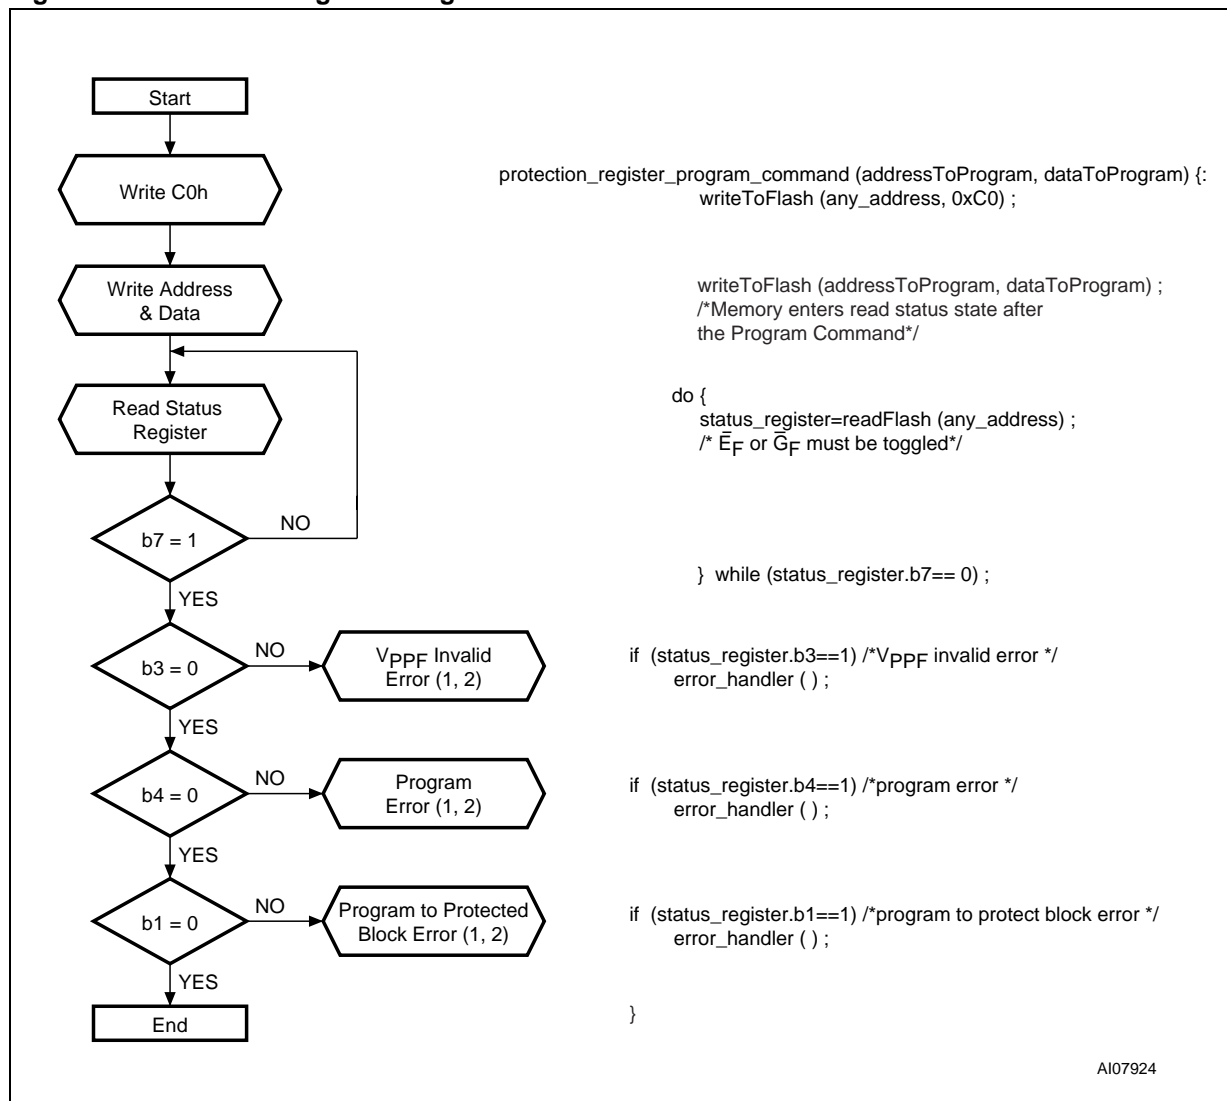 Start
Write C0h
protection_register_program_command (addressToProgram, dataToProgram) {:
writeToFlash (any_address, 0xC0) ;
Write Address
& Data
writeToFlash (addressToProgram, dataToProgram) ;
/*Memory enters read status state after
the Program Command*/
Read Status
Register
do {
status_register=readFlash (any_address) ;
/* E̅F or G̅F must be toggled*/
b7 = 1
NO
} while (status_register.b7== 0) ;
YES
b3 = 0
NO
VPPF Invalid
Error (1, 2)
if (status_register.b3==1) /*VPPF invalid error */
error_handler ( ) ;
YES
b4 = 0
NO
Program
Error (1, 2)
if (status_register.b4==1) /*program error */
error_handler ( ) ;
YES
b1 = 0
NO
Program to Protected
Block Error (1, 2)
if (status_register.b1==1) /*program to protect block error */
error_handler ( ) ;
YES
End
}
AI07924